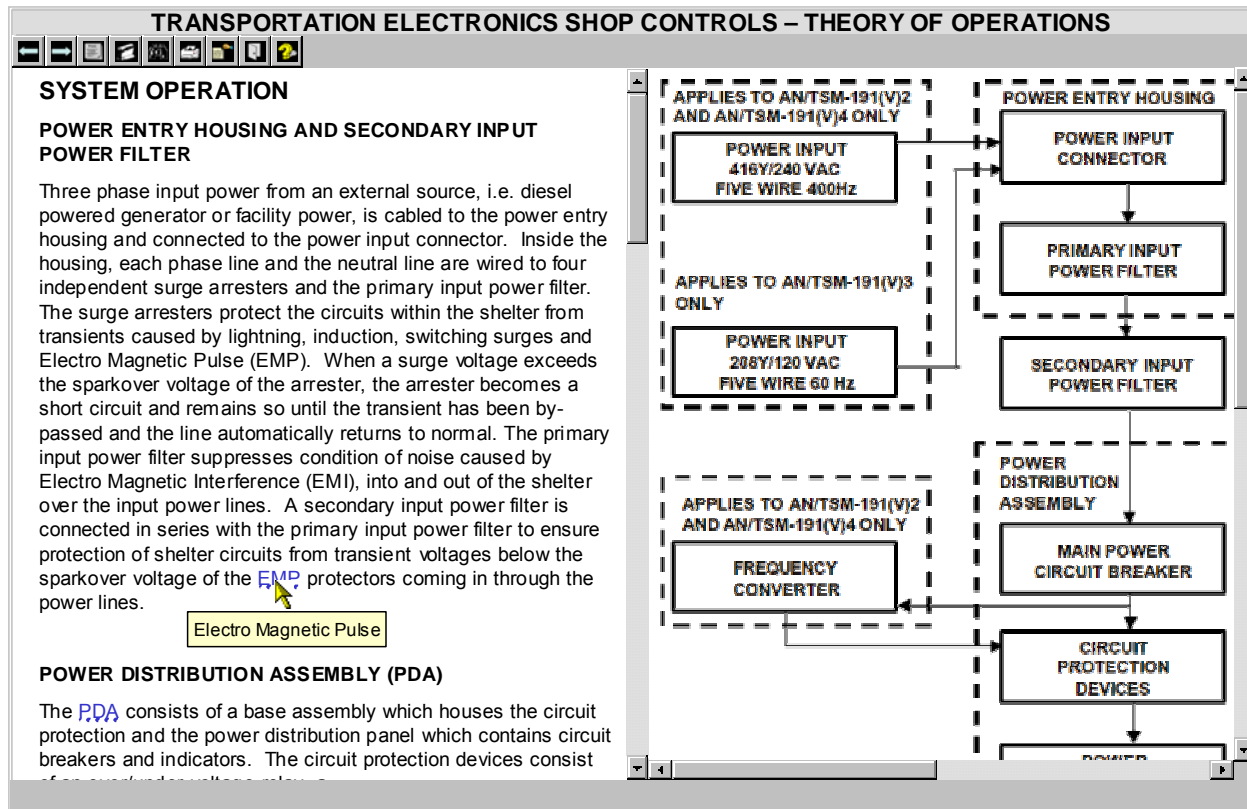 TRANSPORTATION ELECTRONICS SHOP CONTROLS – THEORY OF OPERATIONS
SYSTEM OPERATION
POWER ENTRY HOUSING AND SECONDARY INPUT
POWER FILTER
Three phase input power from an external source, i.e. diesel
powered generator or facility power, is cabled to the power entry
housing and connected to the power input connector.  Inside the
housing, each phase line and the neutral line are wired to four
independent surge arresters and the primary input power filter.
The surge arresters protect the circuits within the shelter from
transients caused by lightning, induction, switching surges and
Electro Magnetic Pulse (EMP).  When a surge voltage exceeds
the sparkover voltage of the arrester, the arrester becomes a
short circuit and remains so until the transient has been by-
passed and the line automatically returns to normal. The primary
input power filter suppresses condition of noise caused by
Electro Magnetic Interference (EMI), into and out of the shelter
over the input power lines.  A secondary input power filter is
connected in series with the primary input power filter to ensure
protection of shelter circuits from transient voltages below the
sparkover voltage of the EMP protectors coming in through the
power lines.
Electro Magnetic Pulse
POWER DISTRIBUTION ASSEMBLY (PDA)
The PDA consists of a base assembly which houses the circuit
protection and the power distribution panel which contains circuit
breakers and indicators.  The circuit protection devices consist
of an over/under voltage relay, a
APPLIES TO AN/TSM-191(V)2
AND AN/TSM-191(V)4 ONLY
POWER INPUT
416Y/240 VAC
FIVE WIRE 400Hz
APPLIES TO AN/TSM-191(V)3
ONLY
POWER INPUT
208Y/120 VAC
FIVE WIRE 60 Hz
POWER ENTRY HOUSING
POWER INPUT
CONNECTOR
PRIMARY INPUT
POWER FILTER
SECONDARY INPUT
POWER FILTER
APPLIES TO AN/TSM-191(V)2
AND AN/TSM-191(V)4 ONLY
FREQUENCY
CONVERTER
POWER
DISTRIBUTION
ASSEMBLY
MAIN POWER
CIRCUIT BREAKER
CIRCUIT
PROTECTION
DEVICES
POWER